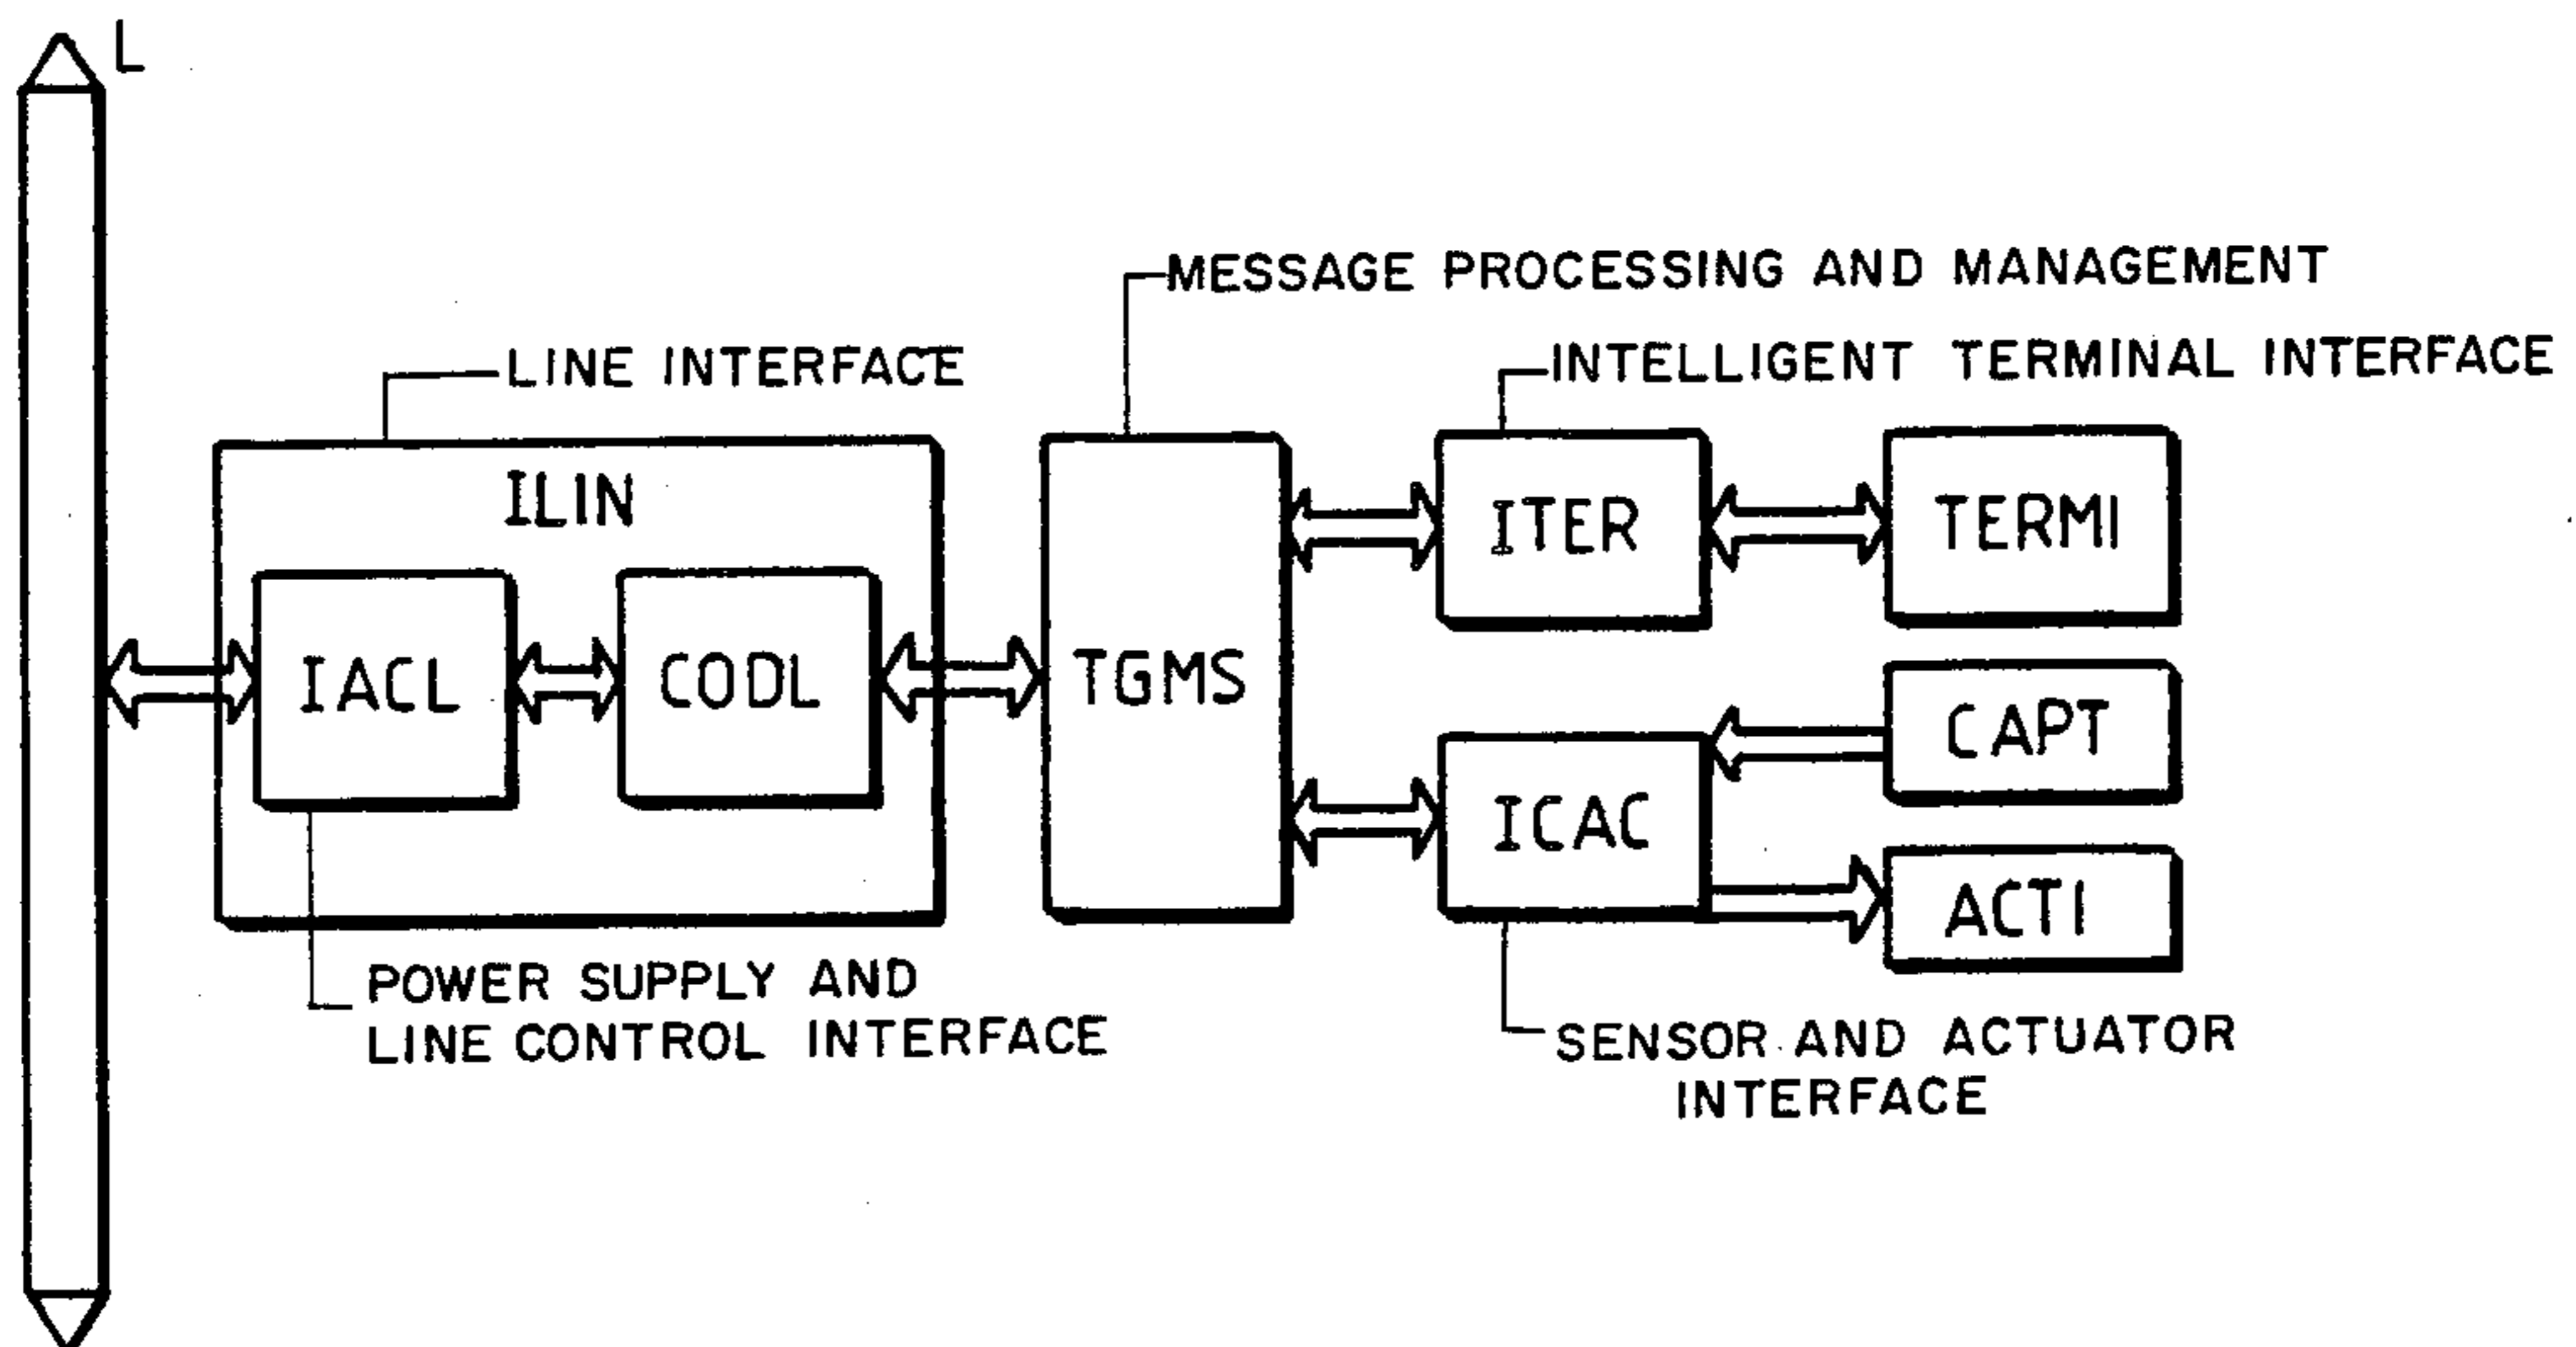 L
MESSAGE PROCESSING AND MANAGEMENT
LINE INTERFACE
INTELLIGENT TERMINAL INTERFACE
ILIN
ITER
TERMI
IACL
CODL
TGMS
CAPT
ICAC
ACTI
POWER SUPPLY AND
LINE CONTROL INTERFACE
SENSOR AND ACTUATOR
INTERFACE